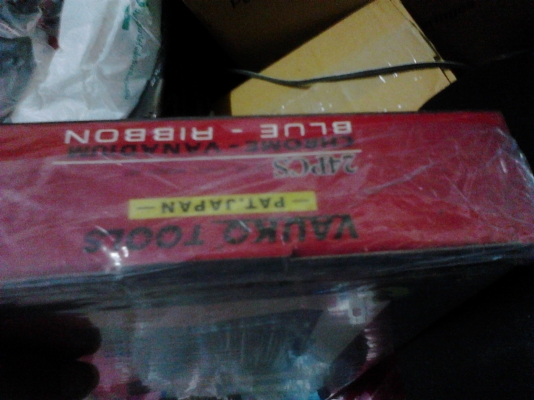 VAUKO TOOLS
— PAT.JAPAN —
24PCS
CHROME - VANADIUM
BLUE - RIBBON